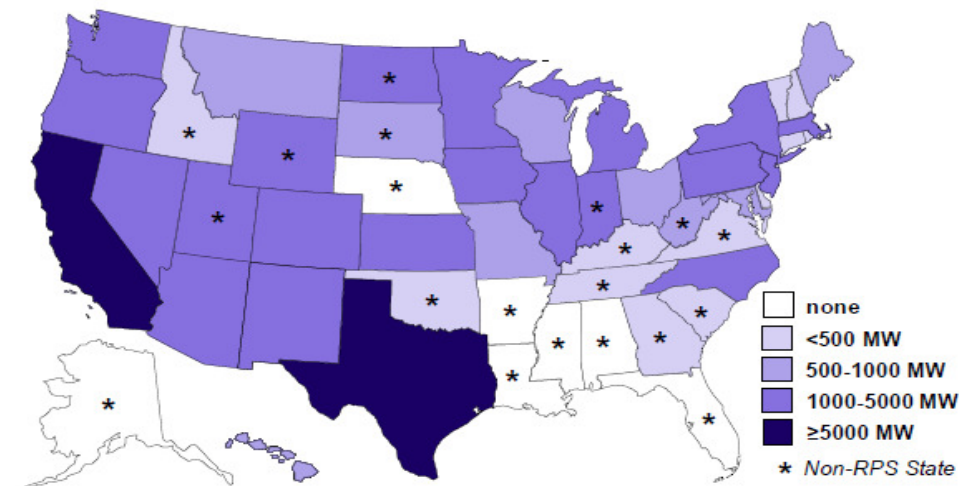 none
<500 MW
500-1000 MW
1000-5000 MW
≥5000 MW
* Non-RPS State